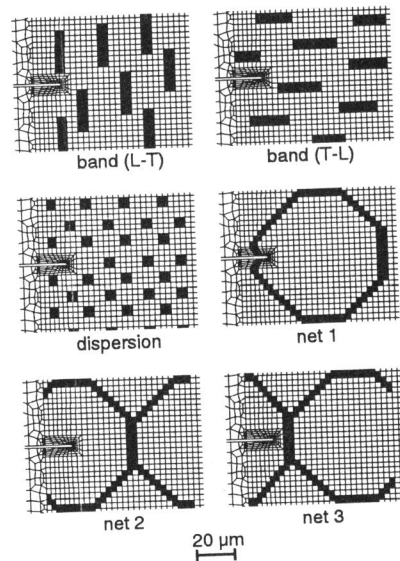 band (L-T)
band (T-L)
dispersion
net 1
net 2
net 3
20 µm